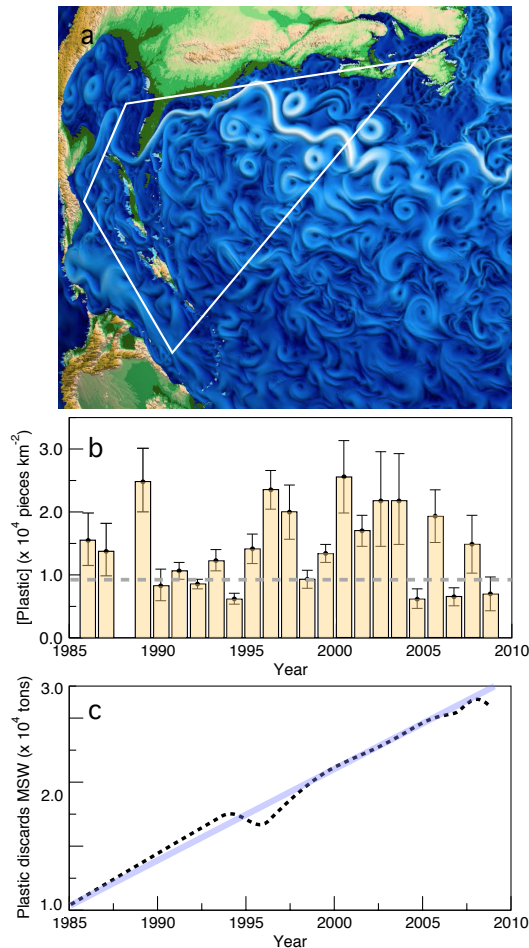 a
b
[Plastic] (x 10⁴ pieces km⁻²)
3.0
2.0
1.0
0.0
1985 1990 1995 2000 2005 2010
Year
c
Plastic discards MSW (x 10⁴ tons)
3.0
2.0
1.0
1985 1990 1995 2000 2005 2010
Year